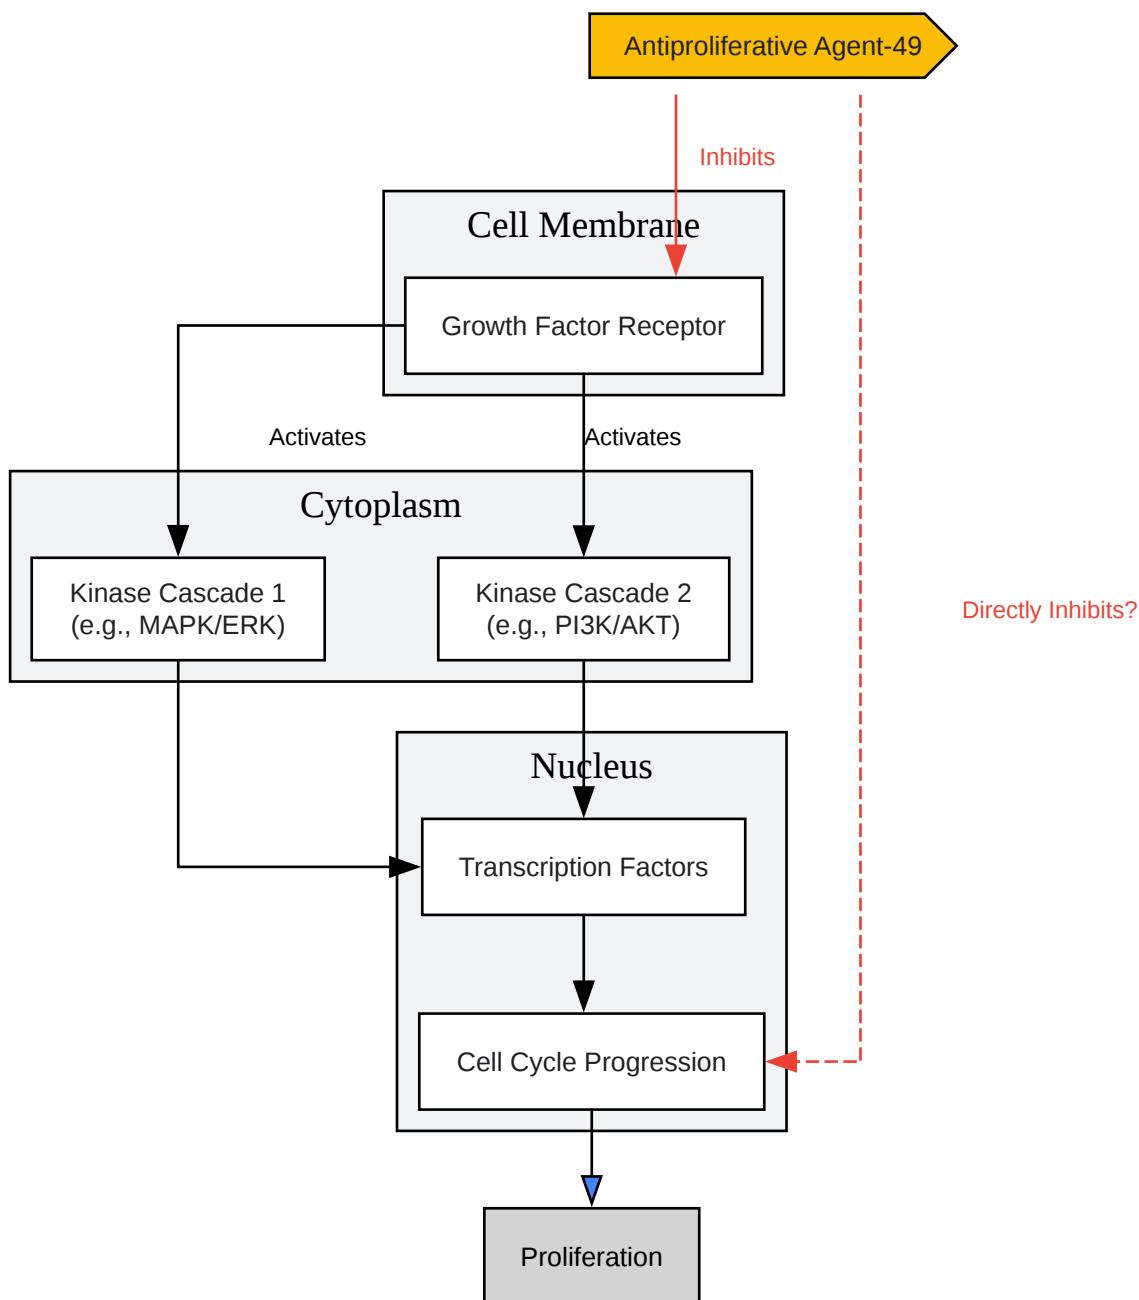 Antiproliferative Agent-49
Inhibits
Cell Membrane
Growth Factor Receptor
Activates
Activates
Cytoplasm
Kinase Cascade 1
(e.g., MAPK/ERK)
Kinase Cascade 2
(e.g., PI3K/AKT)
Directly Inhibits?
Nucleus
Transcription Factors
Cell Cycle Progression
Proliferation